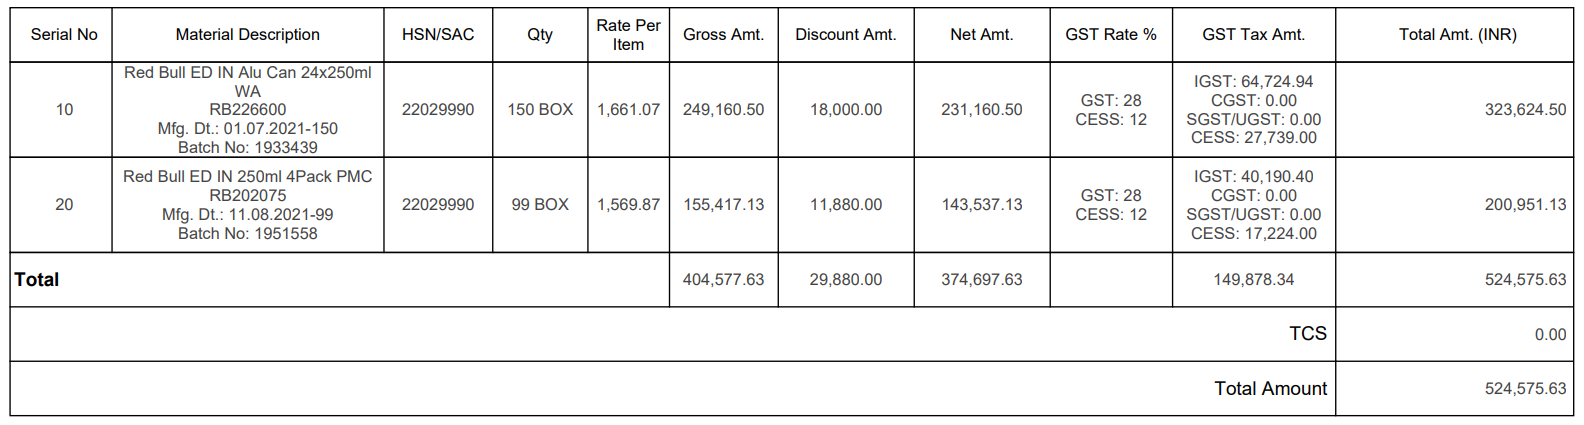 Serial No Material Description HSN/SAC Qty Rate Per Item Gross Amt. Discount Amt. Net Amt. GST Rate % GST Tax Amt. Total Amt. (INR)
10
Red Bull ED IN Alu Can 24x250ml
WA
RB226600
Mfg. Dt.: 01.07.2021-150
Batch No: 1933439
22029990
150 BOX
1,661.07
249,160.50
18,000.00
231,160.50
GST: 28
CESS: 12
IGST: 64,724.94
CGST: 0.00
SGST/UGST: 0.00
CESS: 27,739.00
323,624.50
20
Red Bull ED IN 250ml 4Pack PMC
RB202075
Mfg. Dt.: 11.08.2021-99
Batch No: 1951558
22029990
99 BOX
1,569.87
155,417.13
11,880.00
143,537.13
GST: 28
CESS: 12
IGST: 40,190.40
CGST: 0.00
SGST/UGST: 0.00
CESS: 17,224.00
200,951.13
Total 404,577.63 29,880.00 374,697.63 149,878.34 524,575.63
TCS 0.00
Total Amount 524,575.63